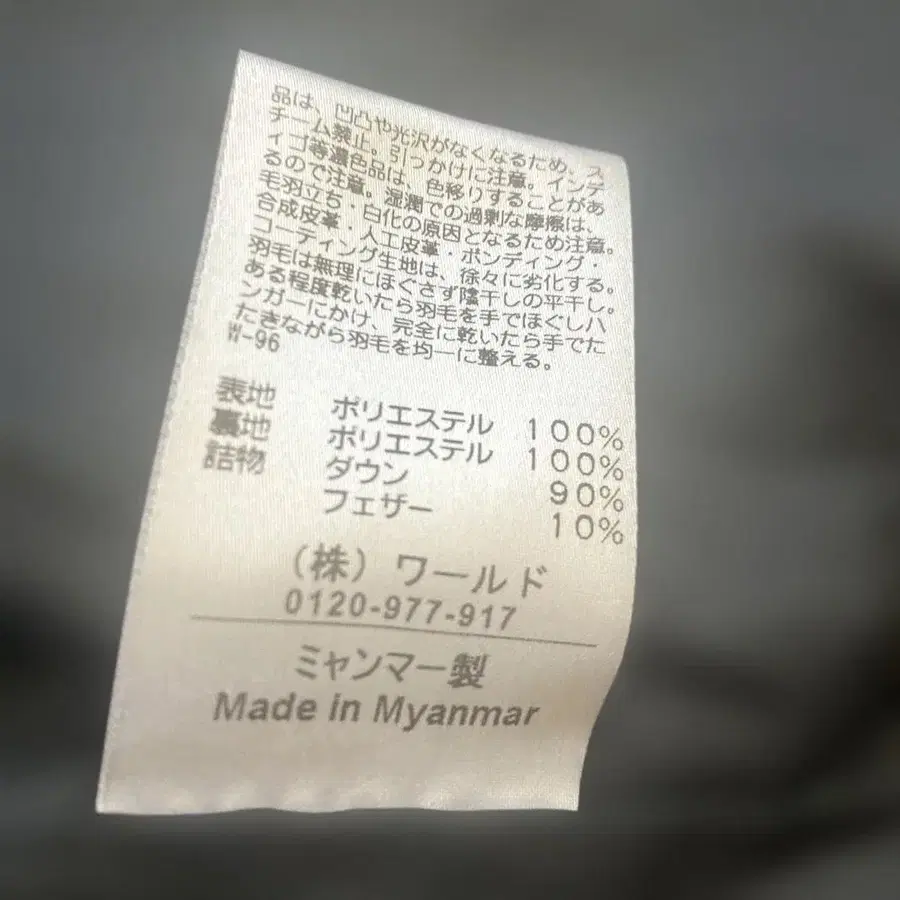 品は、凹凸や光沢がなくなるため、ス
チーム禁止。引っかけに注意。インデ
ィゴ等濃色品は、色移りすることがあ
るので注意。湿潤での過剰な摩擦は、
毛羽立ち・白化の原因となるため注意。
合成皮革・人工皮革・ボンディング・
コーティング生地は、徐々に劣化する。
羽毛は無理にほぐさず陰干しの平干し。
ある程度乾いたら羽毛を手でほぐしハ
ンガーにかけ、完全に乾いたら手でた
たきながら羽毛を均一に整える。
W-96
表地 ポリエステル 100%
裏地 ポリエステル 100%
詰物 ダウン 90%
フェザー 10%
(株) ワールド
0120-977-917
ミャンマー製
Made in Myanmar